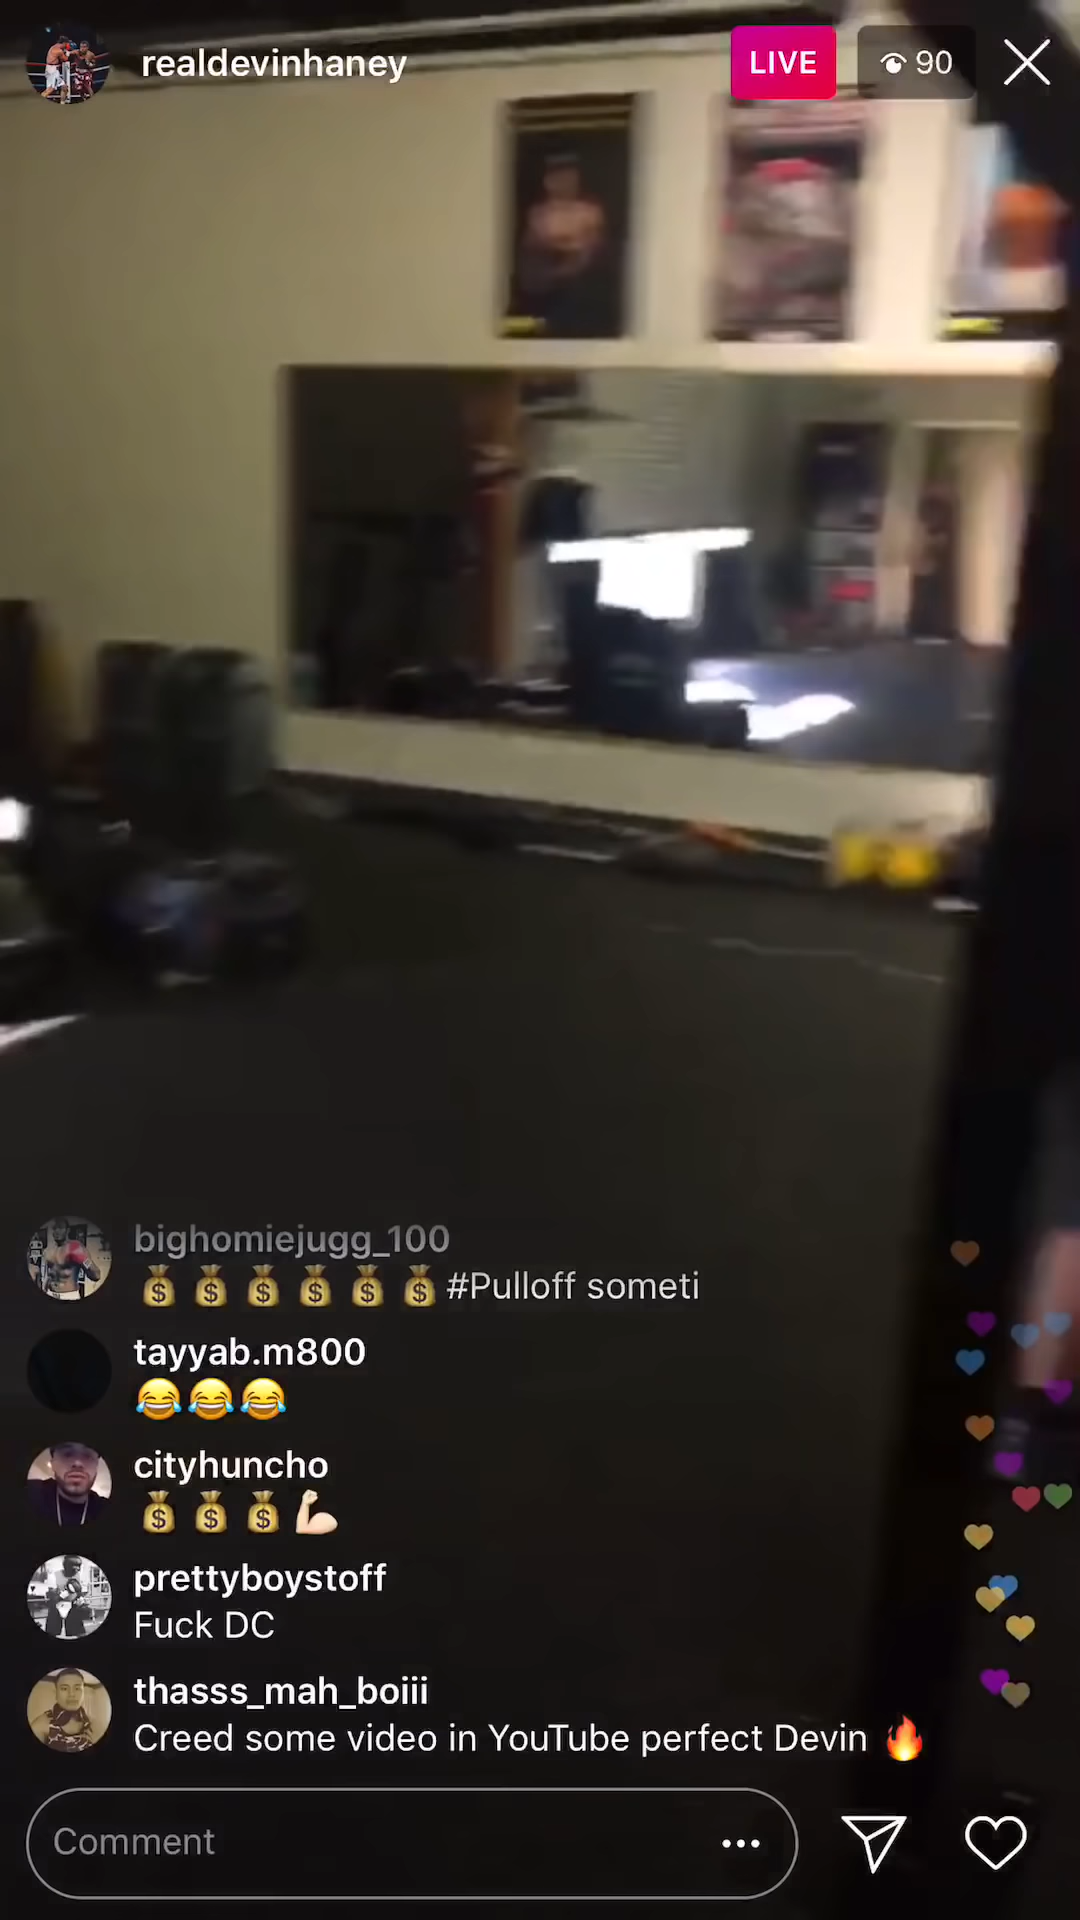 realdevinhaney
LIVE
90
bighomiejugg_100
💰💰💰💰💰💰#Pulloff someti
tayyab.m800
😂😂😂
cityhuncho
💰💰💰💪🏻
prettyboystoff
Fuck DC
thasss_mah_boiii
Creed some video in YouTube perfect Devin 🔥
Comment